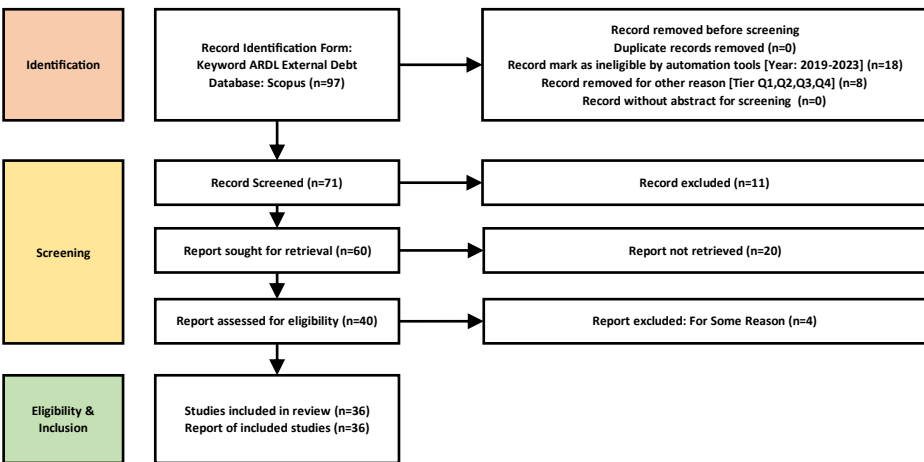 Identification
Record Identification Form:
Keyword ARDL External Debt
Database: Scopus (n=97)
Record removed before screening
Duplicate records removed (n=0)
Record mark as ineligible by automation tools [Year: 2019-2023] (n=18)
Record removed for other reason [Tier Q1,Q2,Q3,Q4] (n=8)
Record without abstract for screening (n=0)
Screening
Record Screened (n=71)
Record excluded (n=11)
Report sought for retrieval (n=60)
Report not retrieved (n=20)
Report assessed for eligibility (n=40)
Report excluded: For Some Reason (n=4)
Eligibility &
Inclusion
Studies included in review (n=36)
Report of included studies (n=36)